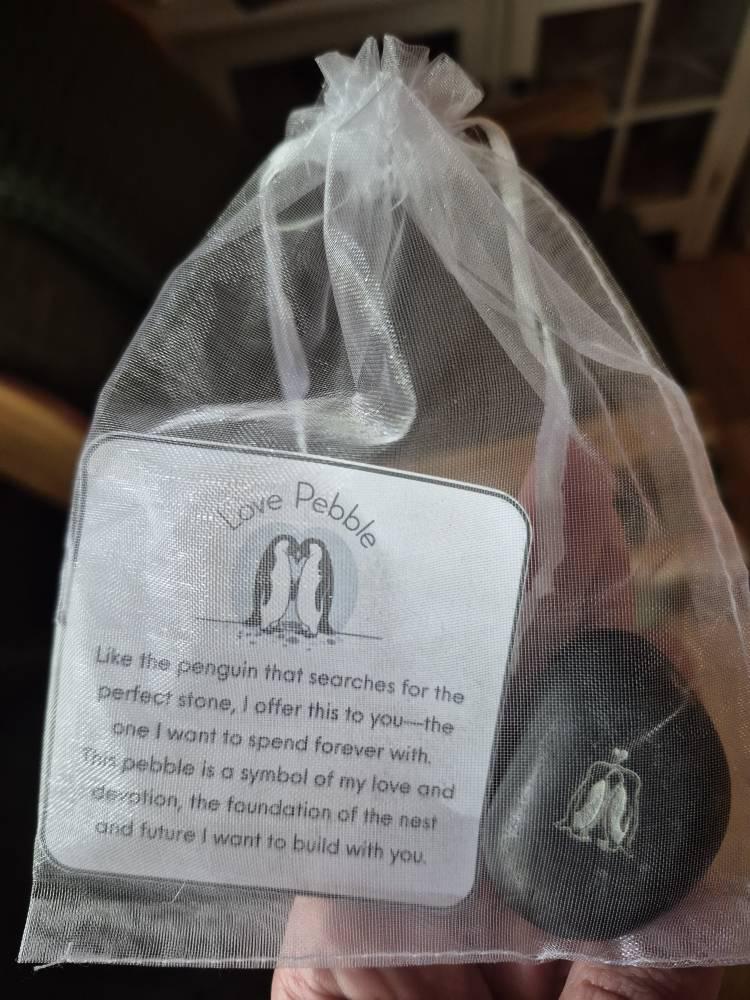 Love Pebble
Like the penguin that searches for the
perfect stone, I offer this to you—the
one I want to spend forever with.
This pebble is a symbol of my love and
devotion, the foundation of the nest
and future I want to build with you.